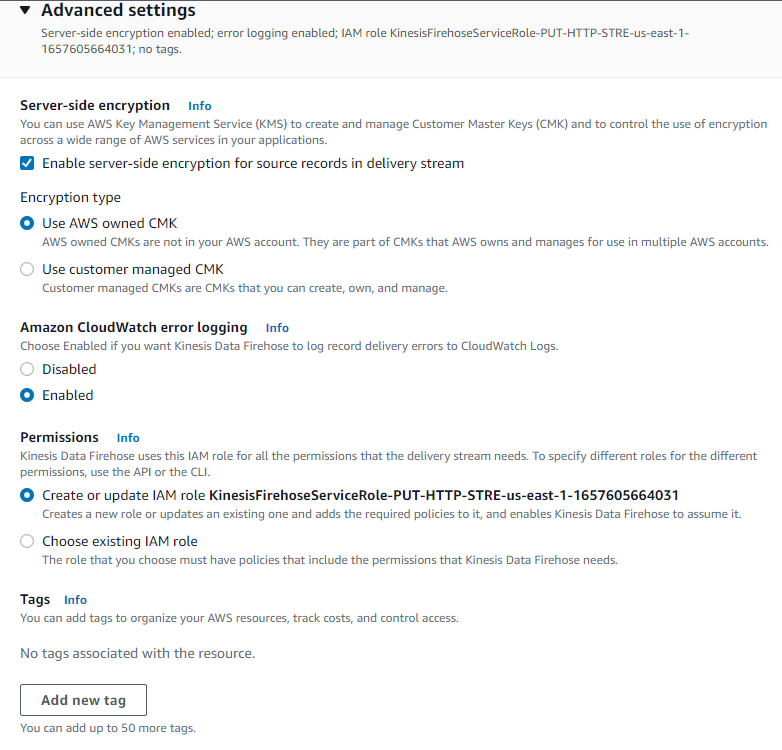 Advanced settings
Server-side encryption enabled; error logging enabled; IAM role KinesisFirehoseServiceRole-PUT-HTTP-STRE-us-east-1-
1657605664031; no tags.
Server-side encryption Info
You can use AWS Key Management Service (KMS) to create and manage Customer Master Keys (CMK) and to control the use of encryption
across a wide range of AWS services in your applications.
Enable server-side encryption for source records in delivery stream
Encryption type
Use AWS owned CMK
AWS owned CMKs are not in your AWS account. They are part of CMKs that AWS owns and manages for use in multiple AWS accounts.
Use customer managed CMK
Customer managed CMKs are CMKs that you can create, own, and manage.
Amazon CloudWatch error logging Info
Choose Enabled if you want Kinesis Data Firehose to log record delivery errors to CloudWatch Logs.
Disabled
Enabled
Permissions Info
Kinesis Data Firehose uses this IAM role for all the permissions that the delivery stream needs. To specify different roles for the different
permissions, use the API or the CLI.
Create or update IAM role KinesisFirehoseServiceRole-PUT-HTTP-STRE-us-east-1-1657605664031
Creates a new role or updates an existing one and adds the required policies to it, and enables Kinesis Data Firehose to assume it.
Choose existing IAM role
The role that you choose must have policies that include the permissions that Kinesis Data Firehose needs.
Tags Info
You can add tags to organize your AWS resources, track costs, and control access.
No tags associated with the resource.
Add new tag
You can add up to 50 more tags.